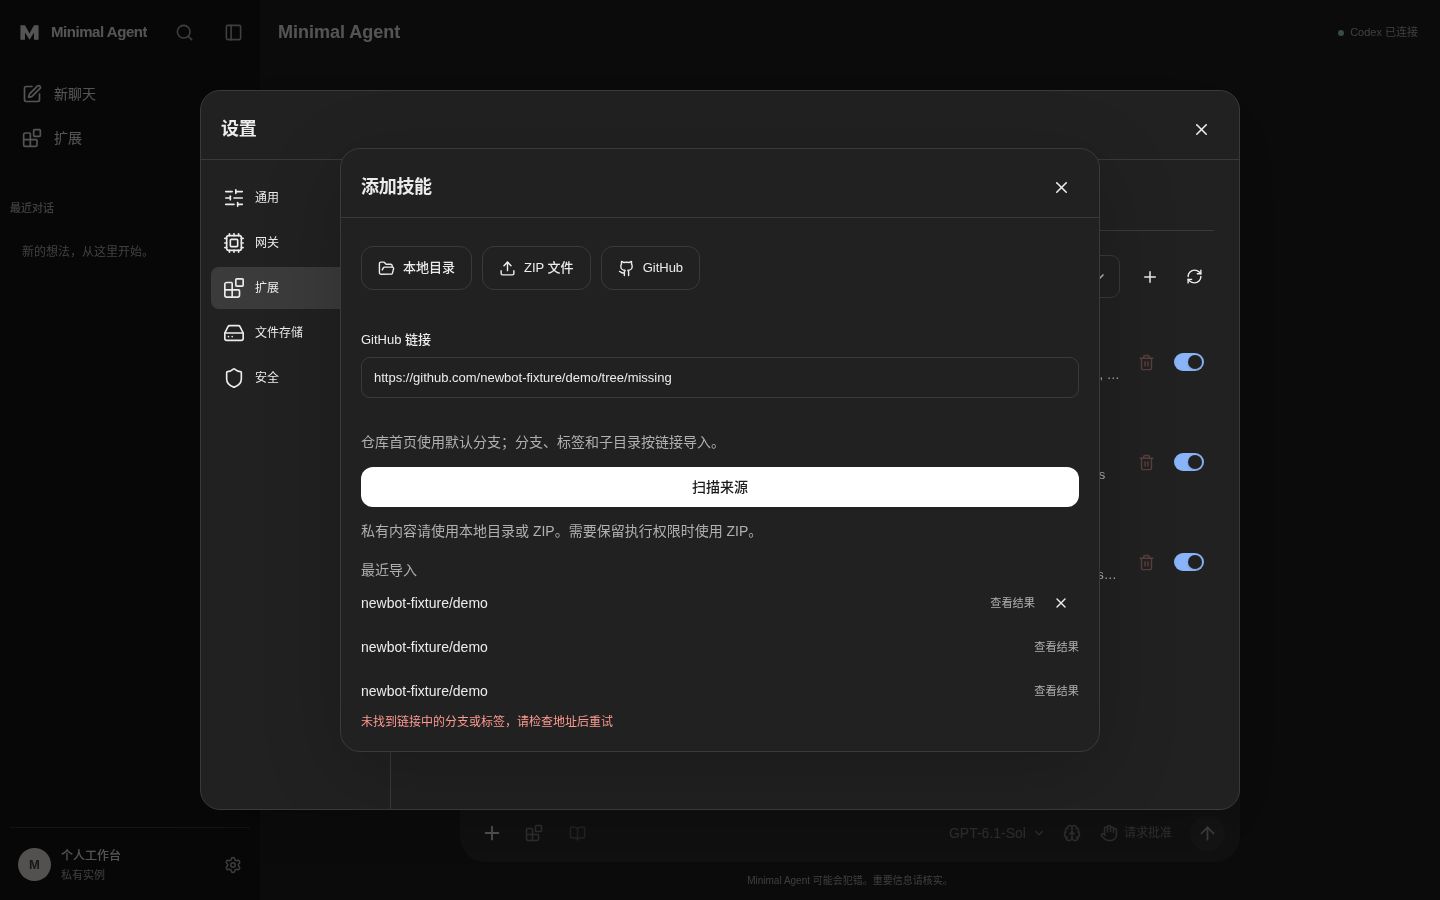 Minimal Agent
Minimal Agent
Codex 已连接
新聊天
扩展
最近对话
新的想法，从这里开始。
设置
通用
网关
扩展
文件存储
安全
添加技能
本地目录
ZIP 文件
GitHub
GitHub 链接
https://github.com/newbot-fixture/demo/tree/missing
仓库首页使用默认分支；分支、标签和子目录按链接导入。
扫描来源
私有内容请使用本地目录或 ZIP。需要保留执行权限时使用 ZIP。
最近导入
newbot-fixture/demo 查看结果
newbot-fixture/demo 查看结果
newbot-fixture/demo 查看结果
未找到链接中的分支或标签，请检查地址后重试
, ...
s
s...
GPT-6.1-Sol
请求批准
M
个人工作台
私有实例
Minimal Agent 可能会犯错。重要信息请核实。